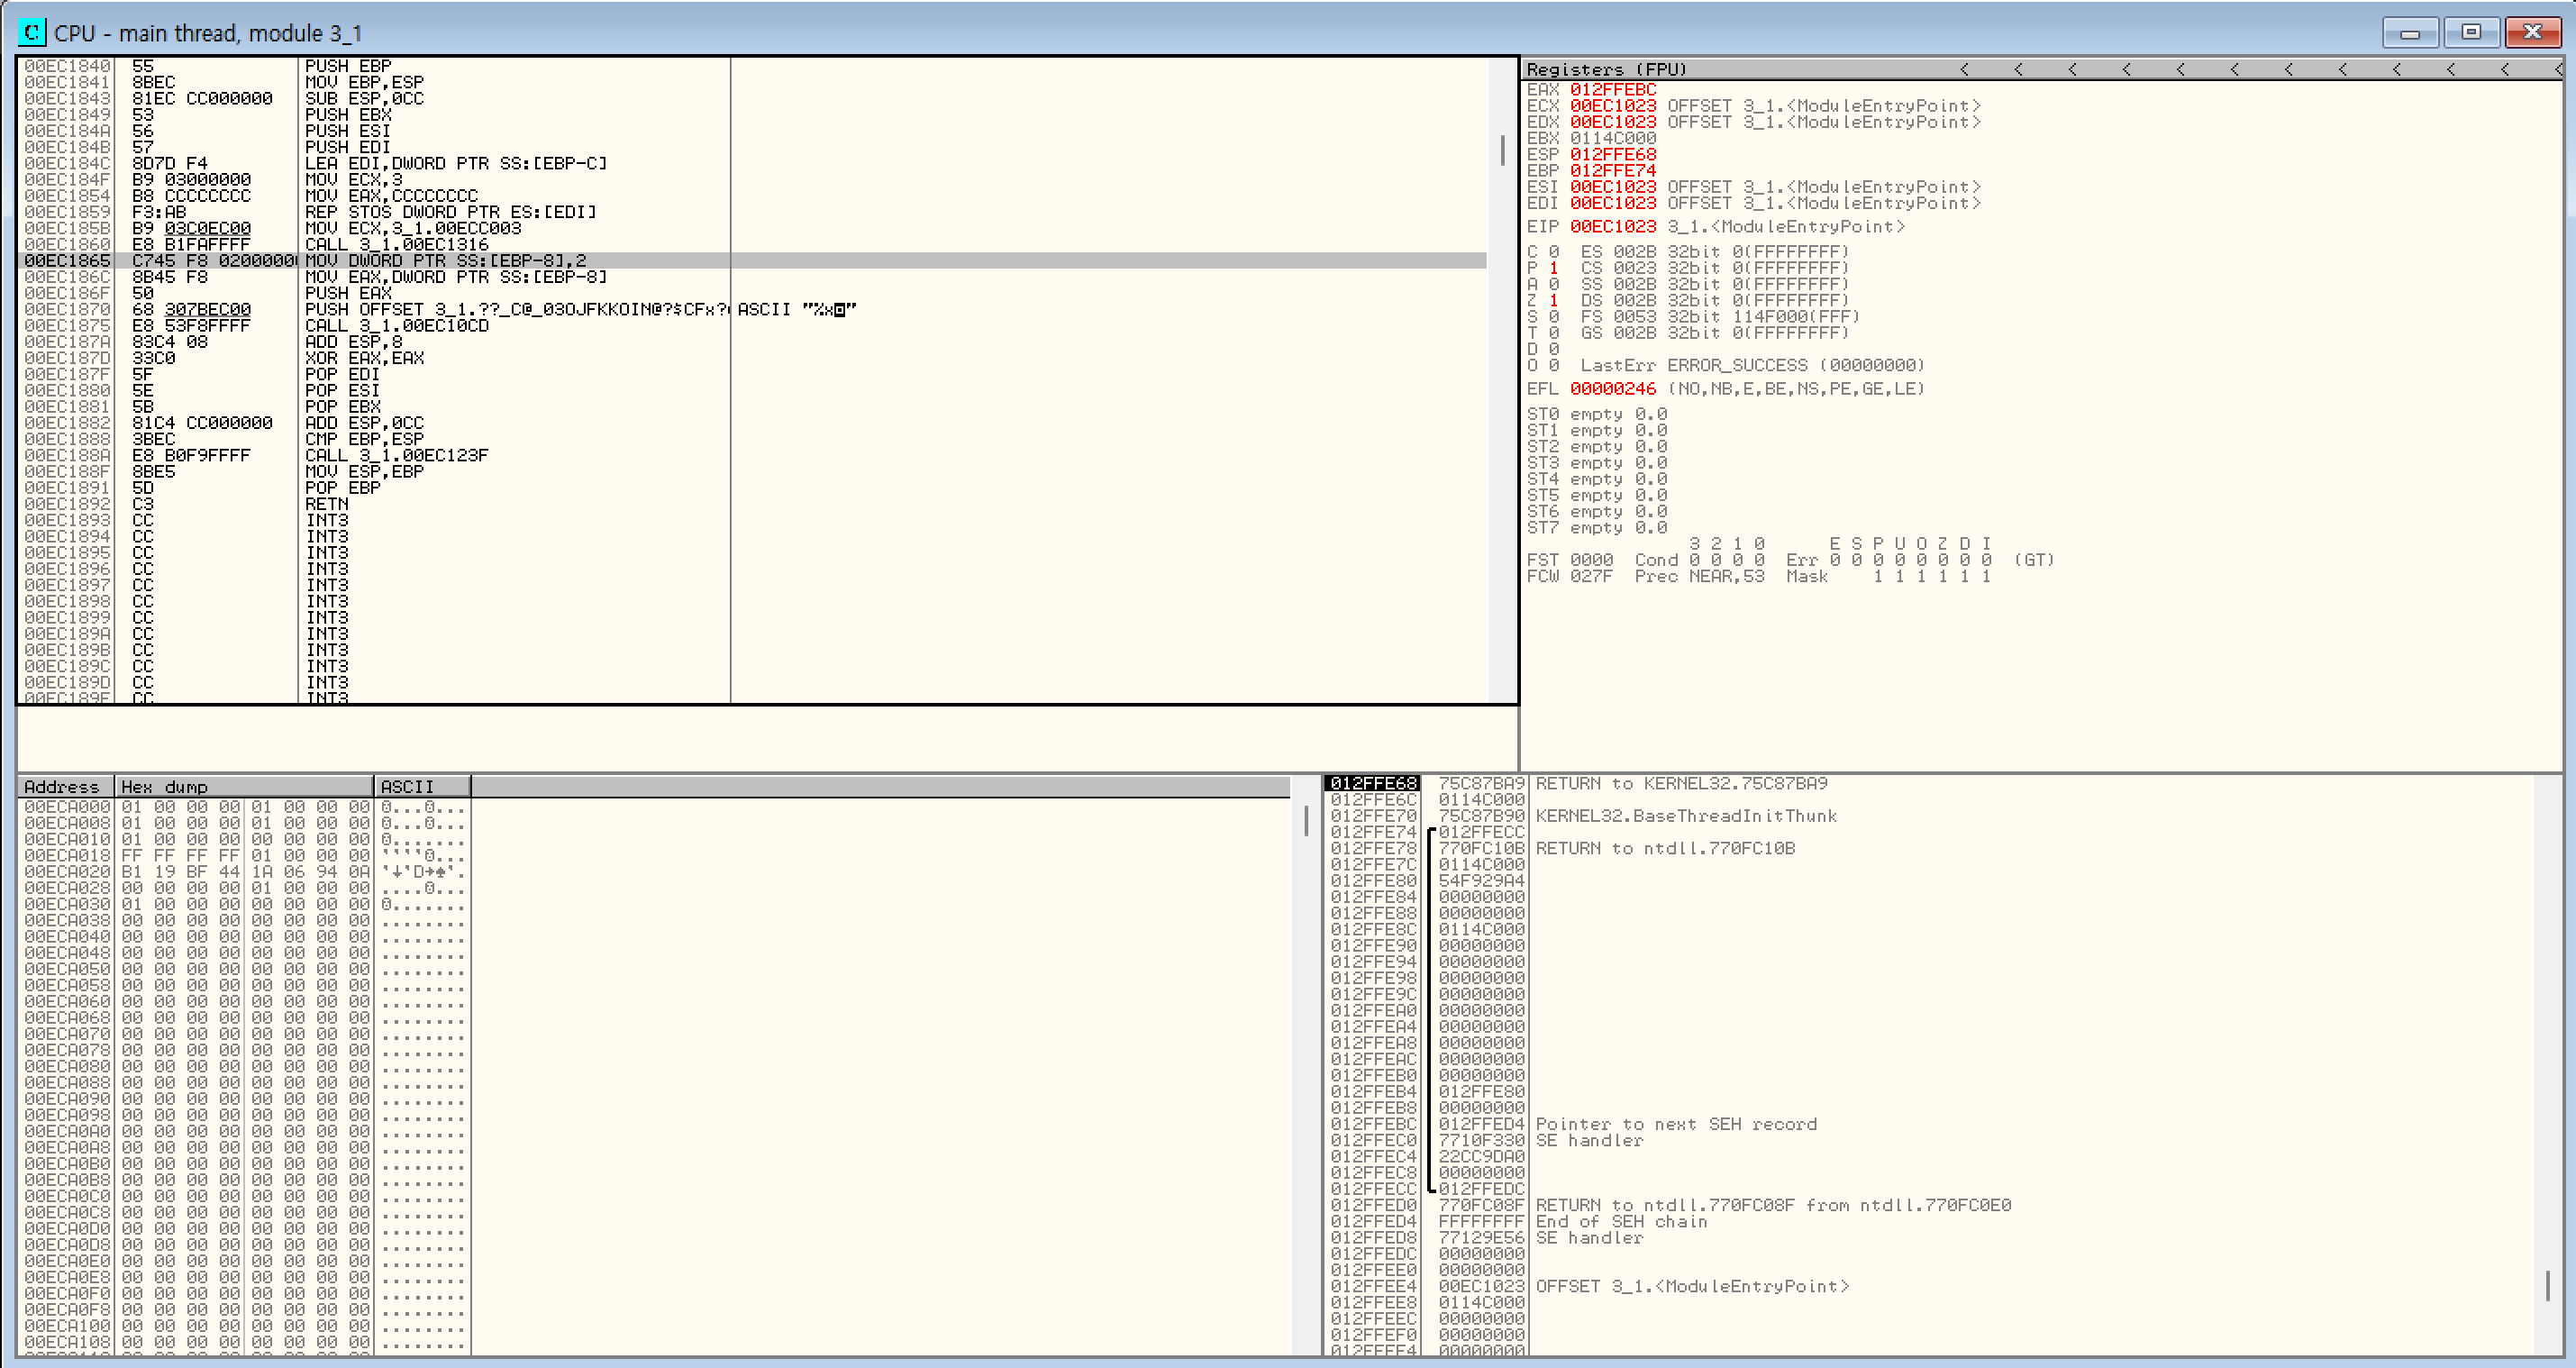 CPU - main thread, module 3_1
00EC1840 55 PUSH EBP
00EC1841 8BEC MOV EBP,ESP
00EC1843 81EC CC000000 SUB ESP,0CC
00EC1849 53 PUSH EBX
00EC184A 56 PUSH ESI
00EC184B 57 PUSH EDI
00EC184C 8D7D F4 LEA EDI,DWORD PTR SS:[EBP-C]
00EC184F B9 03000000 MOV ECX,3
00EC1854 B8 CCCCCCCC MOV EAX,CCCCCCCC
00EC1859 F3:AB REP STOS DWORD PTR ES:[EDI]
00EC185B B9 03C0EC00 MOV ECX,3_1.00ECC003
00EC1860 E8 B1FAFFFF CALL 3_1.00EC1316
00EC1865 C745 F8 0200000 MOV DWORD PTR SS:[EBP-8],2
00EC186C 8B45 F8 MOV EAX,DWORD PTR SS:[EBP-8]
00EC186F 50 PUSH EAX
00EC1870 68 307BEC00 PUSH OFFSET 3_1.??_C@_03OJFKKOIN@?$CFx? ASCII "%x◙"
00EC1875 E8 53F8FFFF CALL 3_1.00EC10CD
00EC187A 83C4 08 ADD ESP,8
00EC187D 33C0 XOR EAX,EAX
00EC187F 5F POP EDI
00EC1880 5E POP ESI
00EC1881 5B POP EBX
00EC1882 81C4 CC000000 ADD ESP,0CC
00EC1888 3BEC CMP EBP,ESP
00EC188A E8 B0F9FFFF CALL 3_1.00EC123F
00EC188F 8BE5 MOV ESP,EBP
00EC1891 5D POP EBP
00EC1892 C3 RETN
00EC1893 CC INT3
00EC1894 CC INT3
00EC1895 CC INT3
00EC1896 CC INT3
00EC1897 CC INT3
00EC1898 CC INT3
00EC1899 CC INT3
00EC189A CC INT3
00EC189B CC INT3
00EC189C CC INT3
00EC189D CC INT3
00EC189E CC INT3
Registers (FPU) < < < < < < < < < < < <
EAX 012FFEBC
ECX 00EC1023 OFFSET 3_1.<ModuleEntryPoint>
EDX 00EC1023 OFFSET 3_1.<ModuleEntryPoint>
EBX 0114C000
ESP 012FFE68
EBP 012FFE74
ESI 00EC1023 OFFSET 3_1.<ModuleEntryPoint>
EDI 00EC1023 OFFSET 3_1.<ModuleEntryPoint>
EIP 00EC1023 3_1.<ModuleEntryPoint>
C 0 ES 002B 32bit 0(FFFFFFFF)
P 1 CS 0023 32bit 0(FFFFFFFF)
A 0 SS 002B 32bit 0(FFFFFFFF)
Z 1 DS 002B 32bit 0(FFFFFFFF)
S 0 FS 0053 32bit 114F000(FFF)
T 0 GS 002B 32bit 0(FFFFFFFF)
D 0
O 0 LastErr ERROR_SUCCESS (00000000)
EFL 00000246 (NO,NB,E,BE,NS,PE,GE,LE)
ST0 empty 0.0
ST1 empty 0.0
ST2 empty 0.0
ST3 empty 0.0
ST4 empty 0.0
ST5 empty 0.0
ST6 empty 0.0
ST7 empty 0.0
3 2 1 0 E S P U O Z D I
FST 0000 Cond 0 0 0 0 Err 0 0 0 0 0 0 0 0 (GT)
FCW 027F Prec NEAR,53 Mask 1 1 1 1 1 1
Address Hex dump ASCII
00ECA000 01 00 00 00 01 00 00 00 0...0...
00ECA008 01 00 00 00 01 00 00 00 0...0...
00ECA010 01 00 00 00 00 00 00 00 0.......
00ECA018 FF FF FF FF 01 00 00 00 ''''0...
00ECA020 B1 19 BF 44 1A 06 94 0A '↓'D→♠'.
00ECA028 00 00 00 00 01 00 00 00 ....0...
00ECA030 01 00 00 00 00 00 00 00 0.......
00ECA038 00 00 00 00 00 00 00 00 ........
00ECA040 00 00 00 00 00 00 00 00 ........
00ECA048 00 00 00 00 00 00 00 00 ........
00ECA050 00 00 00 00 00 00 00 00 ........
00ECA058 00 00 00 00 00 00 00 00 ........
00ECA060 00 00 00 00 00 00 00 00 ........
00ECA068 00 00 00 00 00 00 00 00 ........
00ECA070 00 00 00 00 00 00 00 00 ........
00ECA078 00 00 00 00 00 00 00 00 ........
00ECA080 00 00 00 00 00 00 00 00 ........
00ECA088 00 00 00 00 00 00 00 00 ........
00ECA090 00 00 00 00 00 00 00 00 ........
00ECA098 00 00 00 00 00 00 00 00 ........
00ECA0A0 00 00 00 00 00 00 00 00 ........
00ECA0A8 00 00 00 00 00 00 00 00 ........
00ECA0B0 00 00 00 00 00 00 00 00 ........
00ECA0B8 00 00 00 00 00 00 00 00 ........
00ECA0C0 00 00 00 00 00 00 00 00 ........
00ECA0C8 00 00 00 00 00 00 00 00 ........
00ECA0D0 00 00 00 00 00 00 00 00 ........
00ECA0D8 00 00 00 00 00 00 00 00 ........
00ECA0E0 00 00 00 00 00 00 00 00 ........
00ECA0E8 00 00 00 00 00 00 00 00 ........
00ECA0F0 00 00 00 00 00 00 00 00 ........
00ECA0F8 00 00 00 00 00 00 00 00 ........
00ECA100 00 00 00 00 00 00 00 00 ........
00ECA108 00 00 00 00 00 00 00 00 ........
012FFE68 75C87BA9 RETURN to KERNEL32.75C87BA9
012FFE6C 0114C000
012FFE70 75C87B90 KERNEL32.BaseThreadInitThunk
012FFE74 012FFECC
012FFE78 770FC10B RETURN to ntdll.770FC10B
012FFE7C 0114C000
012FFE80 54F929A4
012FFE84 00000000
012FFE88 00000000
012FFE8C 0114C000
012FFE90 00000000
012FFE94 00000000
012FFE98 00000000
012FFE9C 00000000
012FFEA0 00000000
012FFEA4 00000000
012FFEA8 00000000
012FFEAC 00000000
012FFEB0 00000000
012FFEB4 012FFE80
012FFEB8 00000000
012FFEBC 012FFED4 Pointer to next SEH record
012FFEC0 7710F330 SE handler
012FFEC4 22CC9DA0
012FFEC8 00000000
012FFECC 012FFEDC
012FFED0 770FC08F RETURN to ntdll.770FC08F from ntdll.770FC0E0
012FFED4 FFFFFFFF End of SEH chain
012FFED8 77129E56 SE handler
012FFEDC 00000000
012FFEE0 00000000
012FFEE4 00EC1023 OFFSET 3_1.<ModuleEntryPoint>
012FFEE8 0114C000
012FFEEC 00000000
012FFEF0 00000000
012FFEF4 00000000